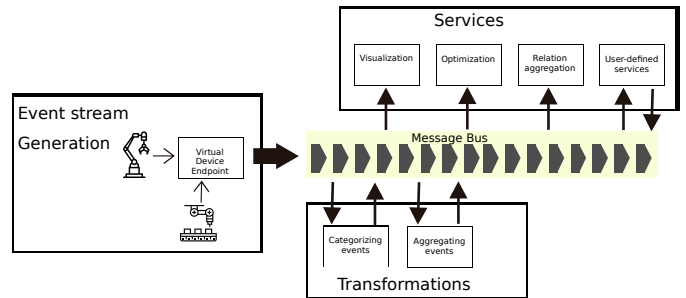 Services
Visualization
Optimization
Relation
aggregation
User-defined
services
Event stream
Generation
Virtual
Device
Endpoint
Message Bus
Categorizing
events
Aggregating
events
Transformations